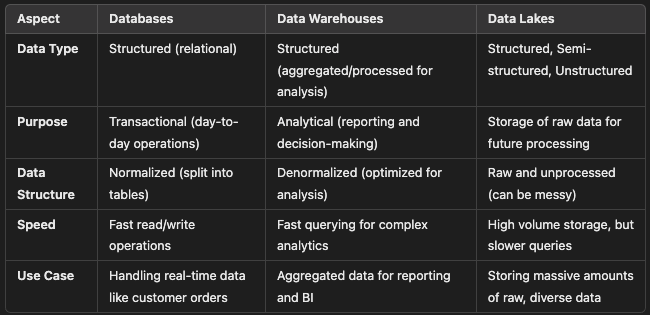 Aspect Databases Data Warehouses Data Lakes
Data Type Structured (relational) Structured Structured, Semi-
(aggregated/processed for structured, Unstructured
analysis)
Purpose Transactional (day-to- Analytical (reporting and Storage of raw data for
day operations) decision-making) future processing
Data Normalized (split into Denormalized (optimized for Raw and unprocessed
Structure tables) analysis) (can be messy)
Speed Fast read/write Fast querying for complex High volume storage, but
operations analytics slower queries
Use Case Handling real-time data Aggregated data for reporting Storing massive amounts
like customer orders and BI of raw, diverse data